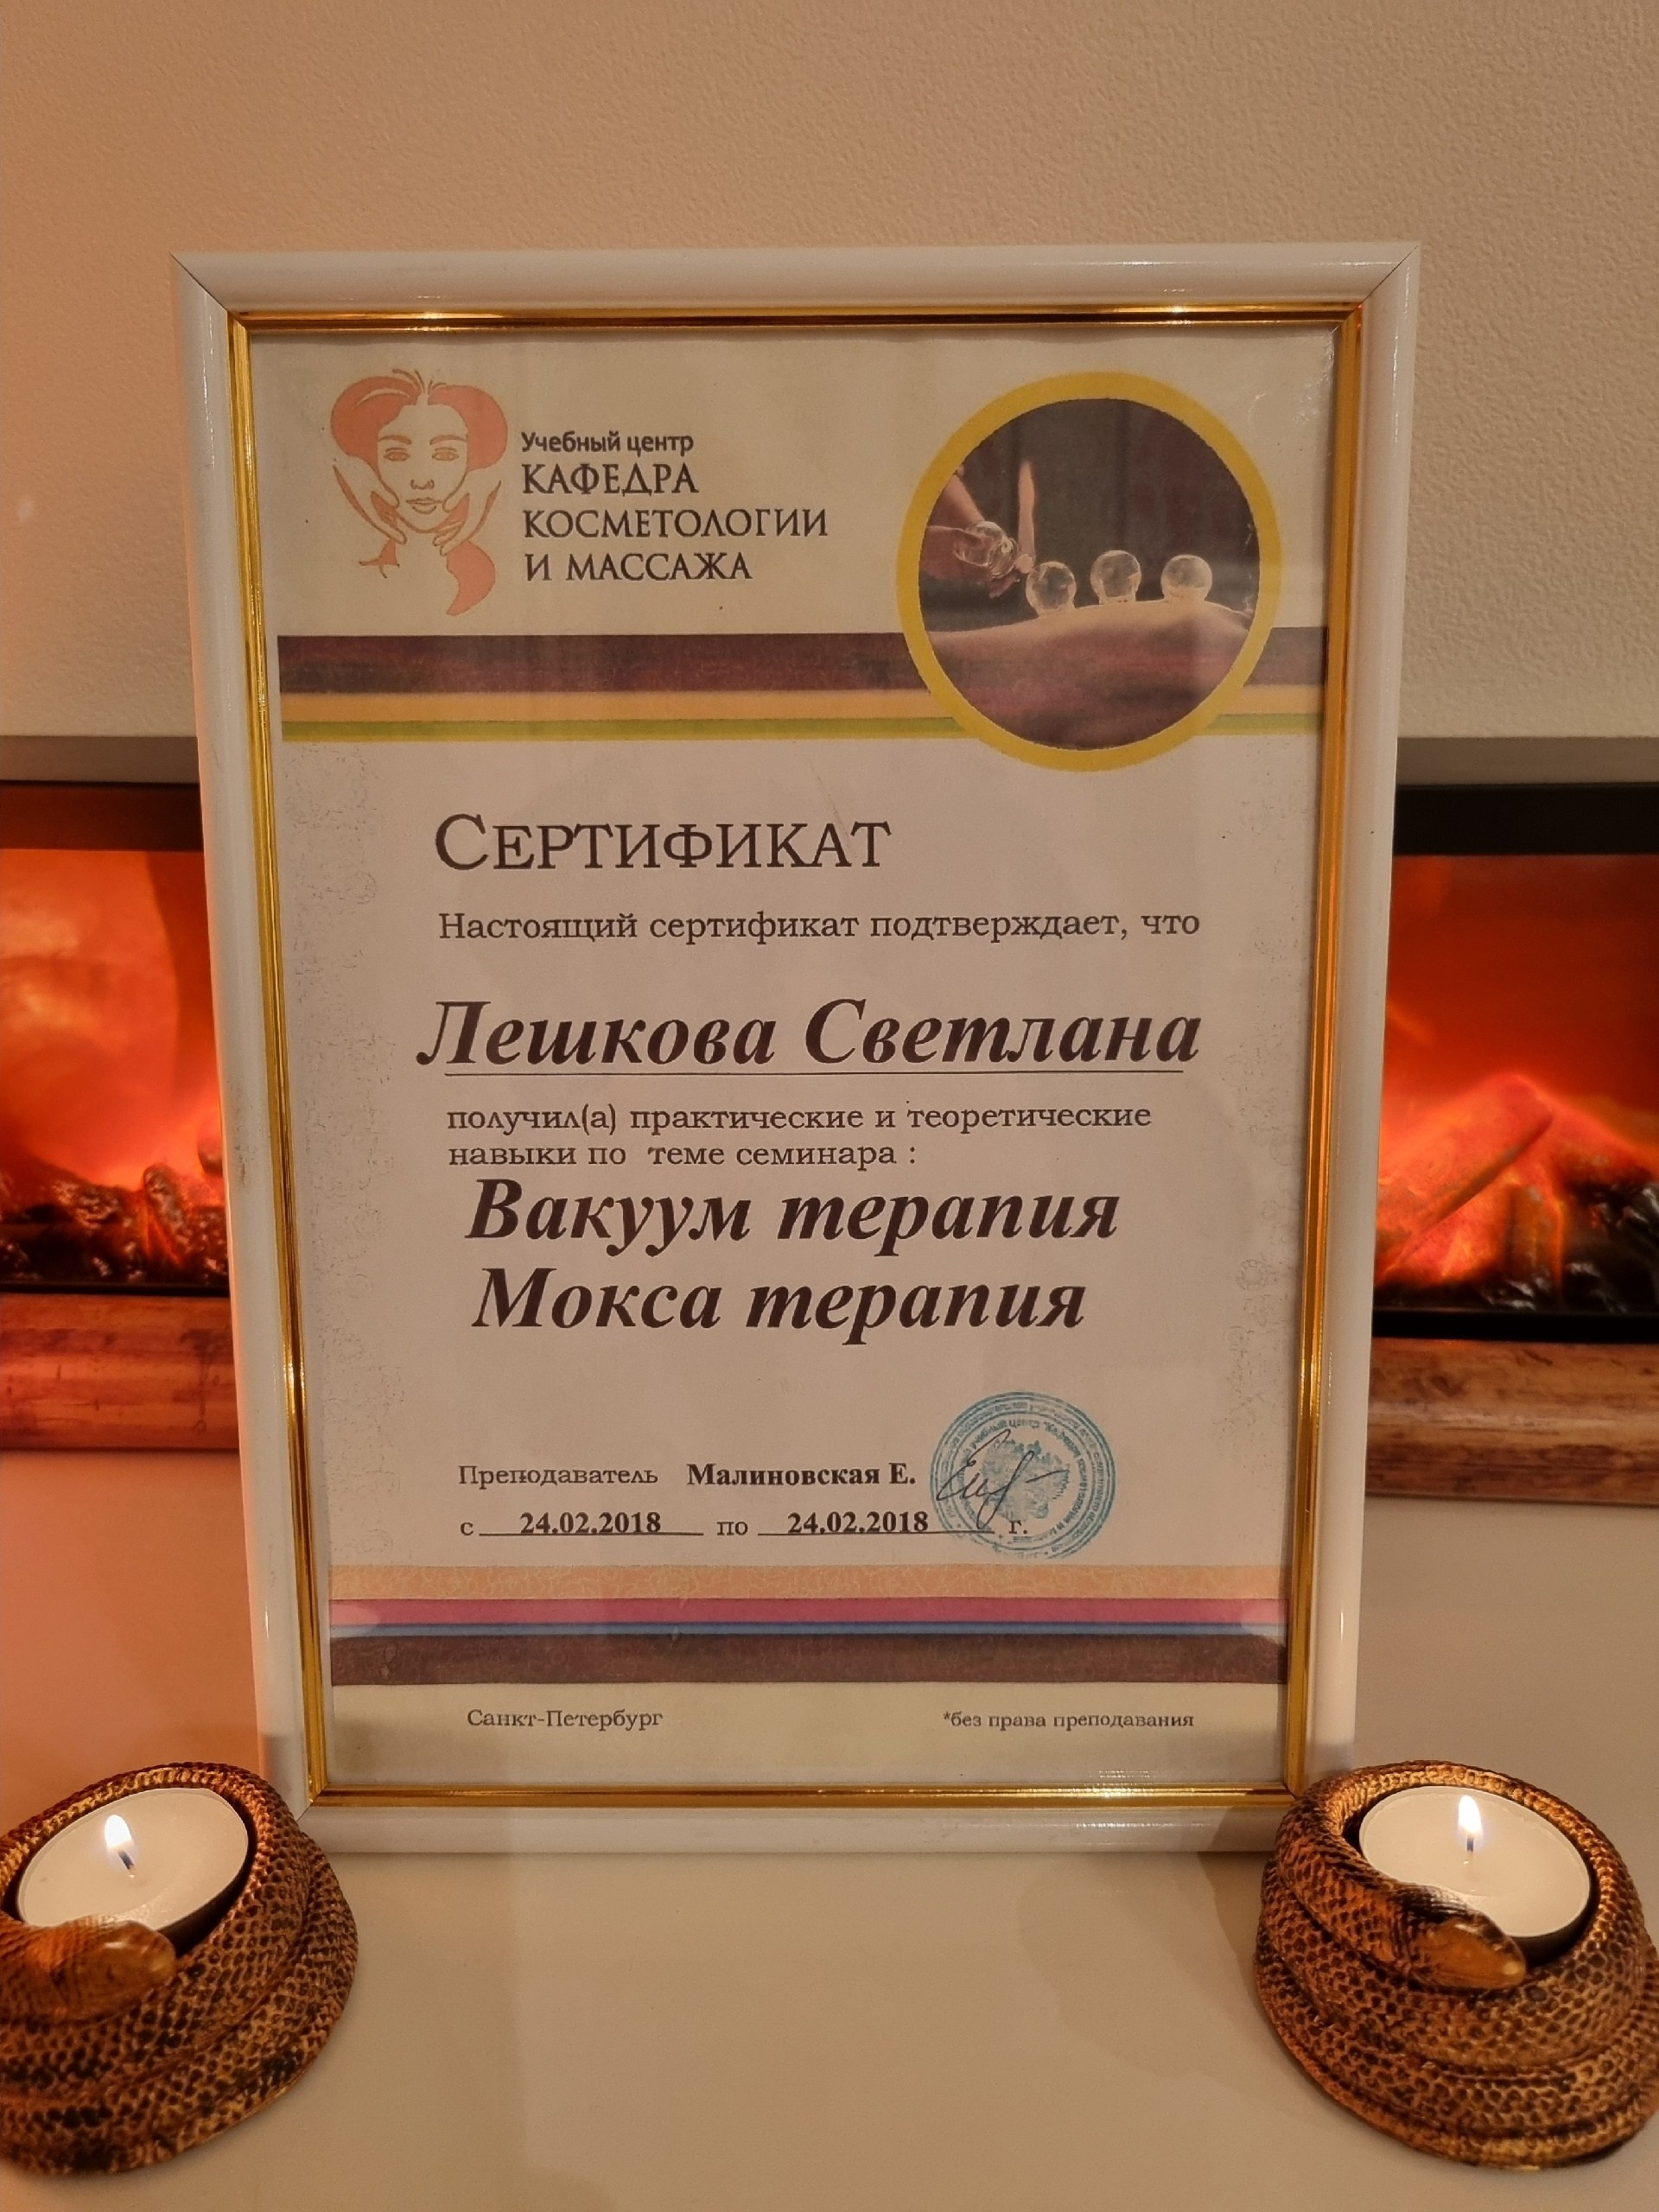 Учебный центр
КАФЕДРА
КОСМЕТОЛОГИИ
И МАССАЖА
СЕРТИФИКАТ
Настоящий сертификат подтверждает, что
Лешкова Светлана
получил(а) практические и теоретические
навыки по теме семинара :
Вакуум терапия
Мокса терапия
Преподаватель Малиновская Е.
с 24.02.2018 по 24.02.2018 г.
Санкт-Петербург
*без права преподавания